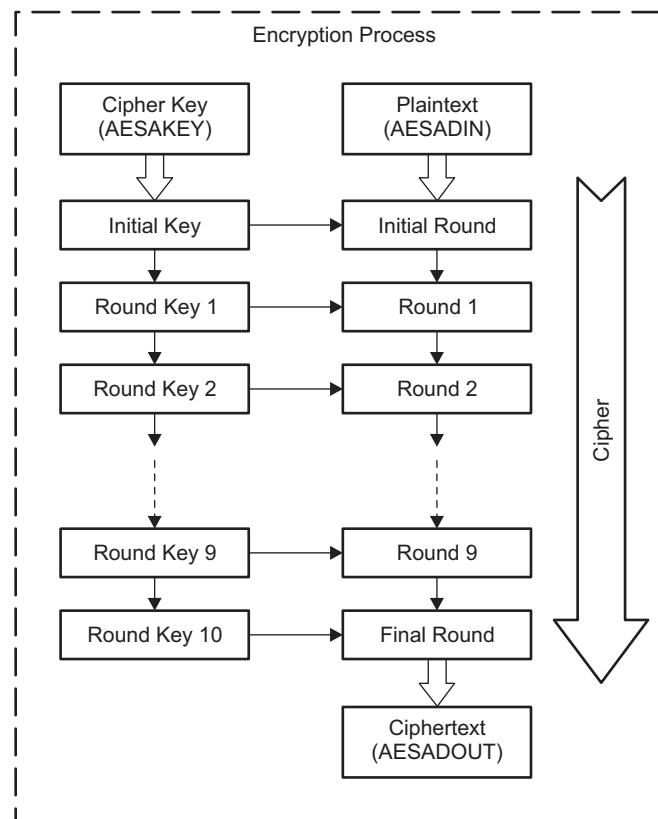 Encryption Process
Cipher Key
(AESAKEY)
Plaintext
(AESADIN)
Initial Key
Initial Round
Round Key 1
Round 1
Round Key 2
Round 2
Cipher
Round Key 9
Round 9
Round Key 10
Final Round
Ciphertext
(AESADOUT)